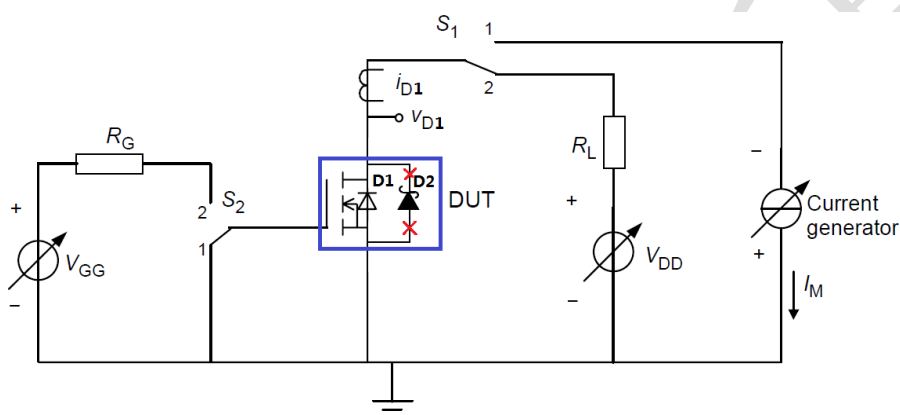 S1 1
2
iD1
vD1
RG
2 S2
1
+
VGG
–
D1 D2
DUT
RL
+
VDD
–
–
Current
generator
+
IM